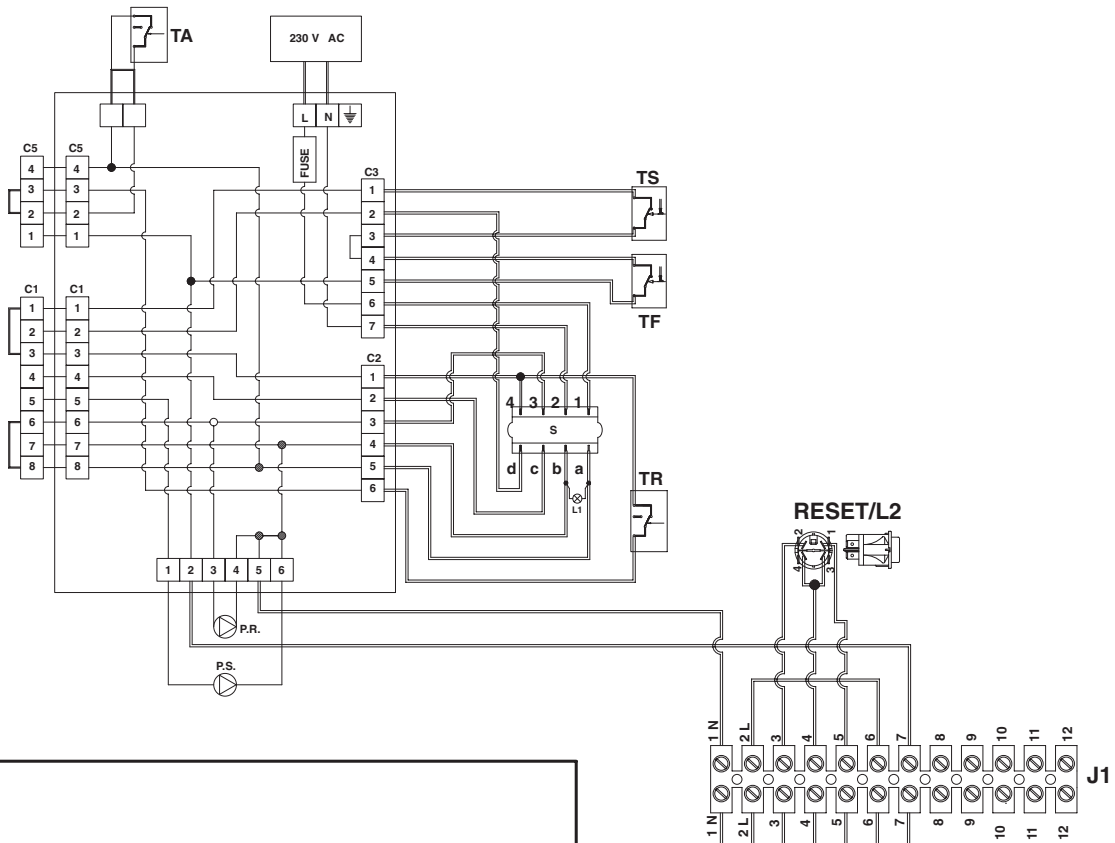 TA
230 V AC
L N
FUSE
C5 C5
4 4
3 3
2 2
1 1
C3
1
2
3
4
5
6
7
TS
TF
C1 C1
1 1
2 2
3 3
4 4
5 5
6 6
7 7
8 8
C2
1
2
3
4
5
6
4 3 2 1
S
d c b a
L1
TR
RESET/L2
2 1
4 3
1 2 3 4 5 6
P.R.
P.S.
1 N 2 L 3 4 5 6 7 8 9 10 11 12
J1
1 N 2 L 3 4 5 6 7 8 9 10 11 12